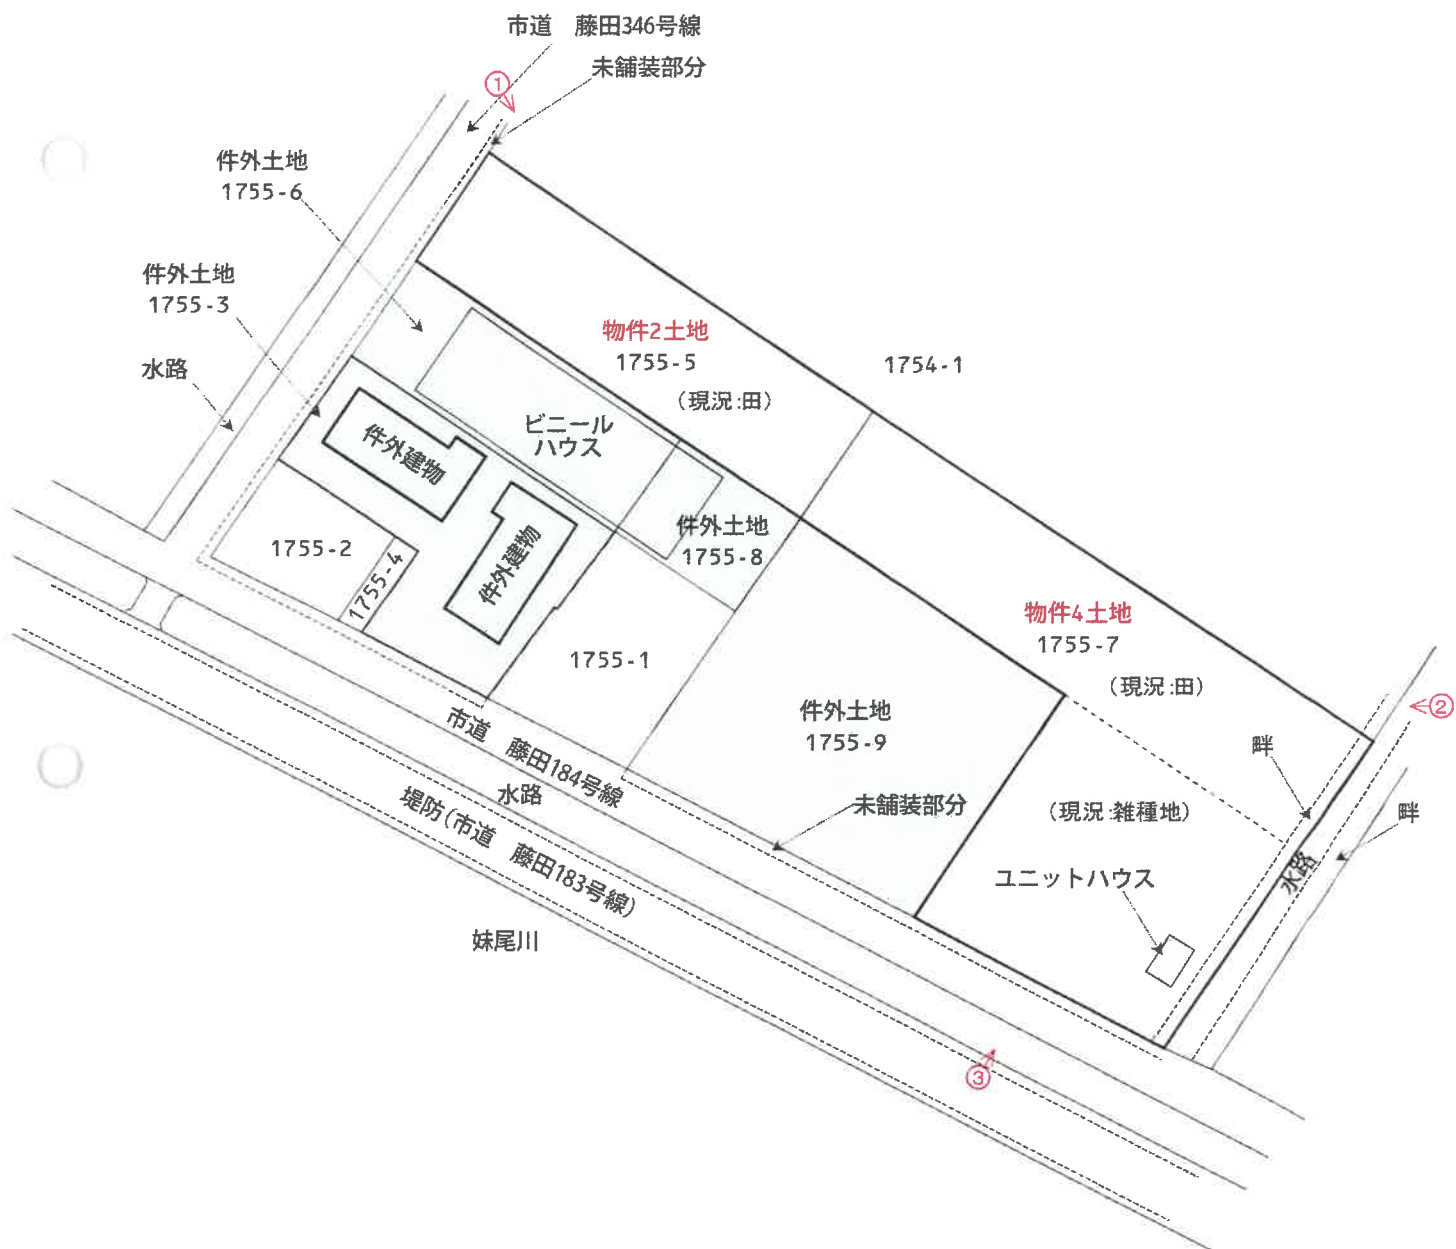 市道　藤田346号線
未舗装部分
①
件外土地
1755-6
件外土地
1755-3
水路
物件2土地
1755-5
（現況:田）
1754-1
ビニール
ハウス
件外建物
件外建物
件外土地
1755-8
1755-2
1755-4
1755-1
物件4土地
1755-7
（現況:田）
②
件外土地
1755-9
畔
畔
市道　藤田184号線
水路
未舗装部分
（現況:雑種地）
堤防(市道　藤田183号線)
ユニットハウス
水路
妹尾川
③